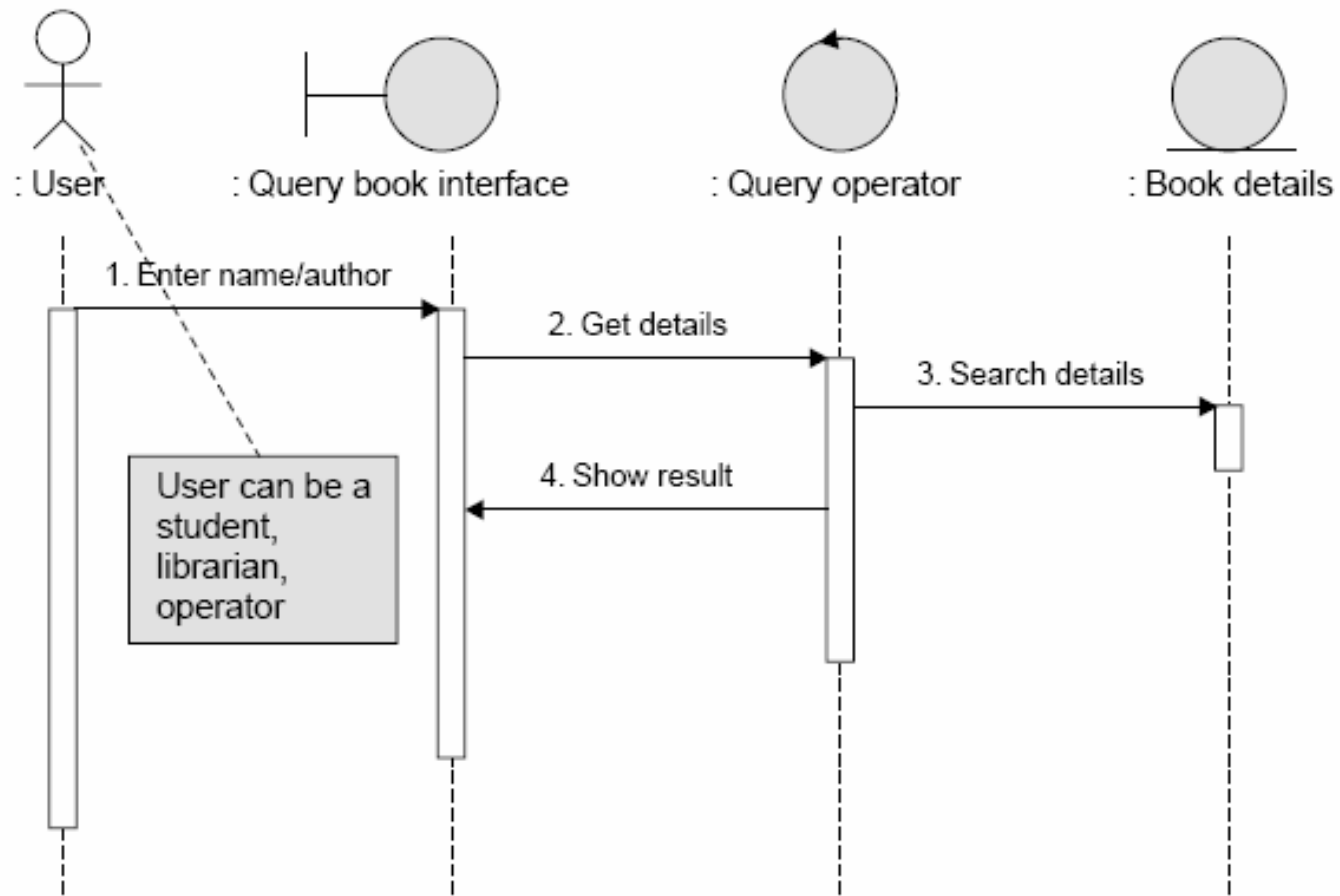 : User
: Query book interface
: Query operator
: Book details
1. Enter name/author
2. Get details
3. Search details
4. Show result
User can be a
student,
librarian,
operator